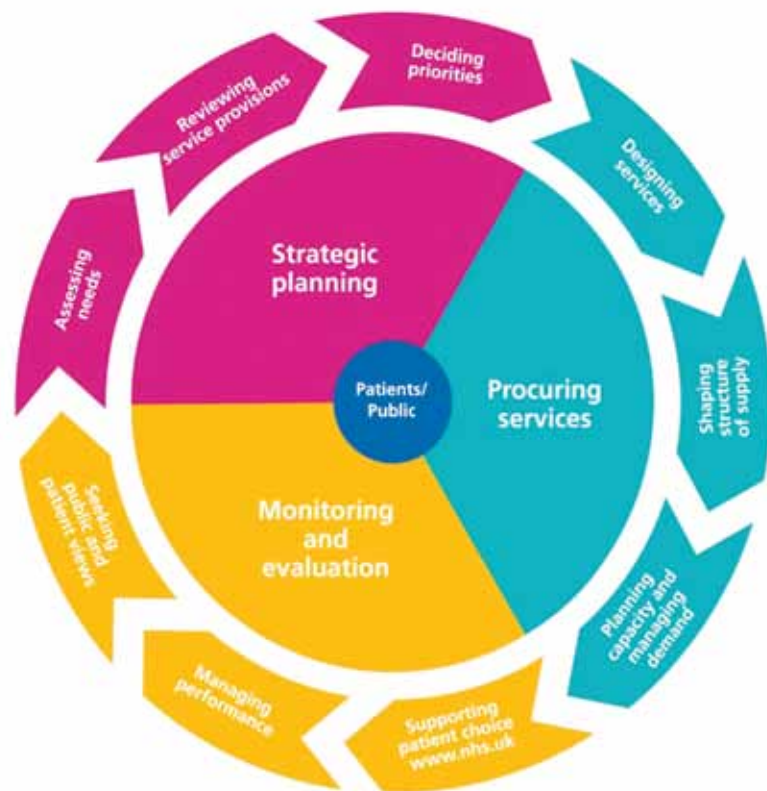 Deciding
priorities
Designing
services
Shaping
structure
of supply
Planning
capacity and
managing
demand
Supporting
patient choice
www.nhs.uk
Managing
performance
Seeking
public and
patient views
Assessing
needs
Reviewing
service provisions
Strategic
planning
Procuring
services
Monitoring
and
evaluation
Patients/
Public